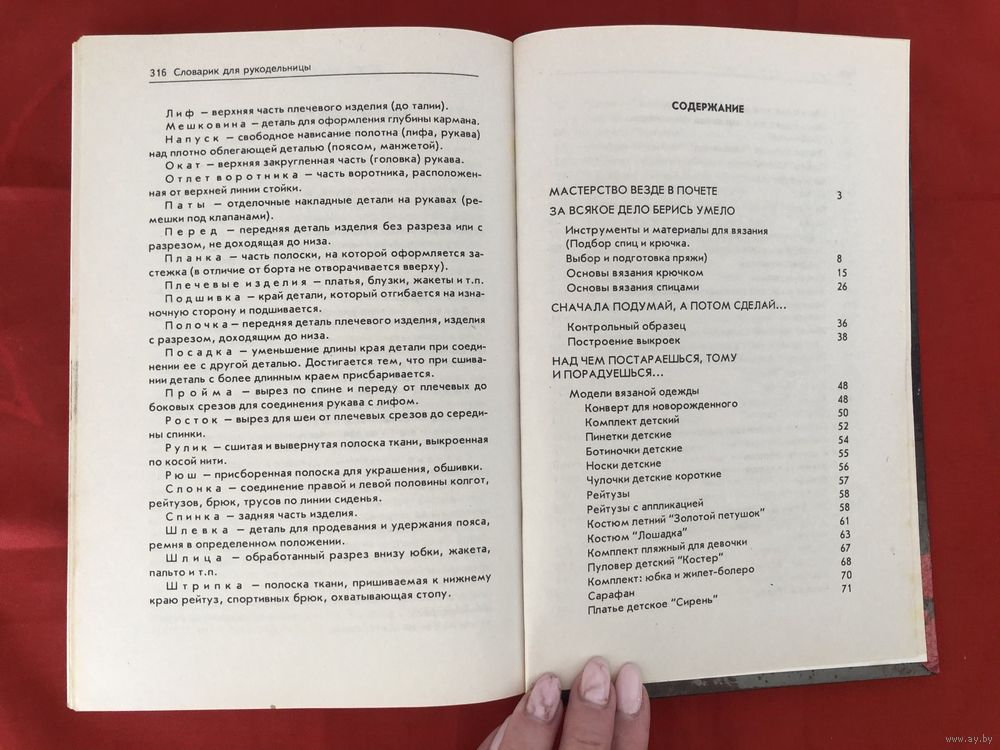 316 Словарик для рукодельницы
Лиф — верхняя часть плечевого изделия (до талии).
Мешковина — деталь для оформления глубины кармана.
Напуск — свободное нависание полотна (лифа, рукава)
над плотно облегающей деталью (поясом, манжетой).
Окат — верхняя закругленная часть (головка) рукава.
Отлет воротника — часть воротника, расположен-
ная от верхней линии стойки.
Паты — отделочные накладные детали на рукавах (ре-
мешки под клапанами).
Перед — передняя деталь изделия без разреза или с
разрезом, не доходящая до низа.
Планка — часть полоски, на которой оформляется за-
стежка (в отличие от борта не отворачивается вверху).
Плечевые изделия — платья, блузки, жакеты и т.п.
Подшивка — край детали, который отгибается на изна-
ночную сторону и подшивается.
Полочка — передняя деталь плечевого изделия, изделия
с разрезом, доходящим до низа.
Посадка — уменьшение длины края детали при соеди-
нении ее с другой деталью. Достигается тем, что при сшива-
нии деталь с более длинным краем присбаривается.
Пройма — вырез по спине и переду от плечевых до
боковых срезов для соединения рукава с лифом.
Росток — вырез для шеи от плечевых срезов до середи-
ны спинки.
Рулик — сшитая и вывернутая полоска ткани, выкроенная
по косой нити.
Рюш — присборенная полоска для украшения, обшивки.
Слонка — соединение правой и левой половины колгот,
рейтузов, брюк, трусов по линии сиденья.
Спинка — задняя часть изделия.
Шлевка — деталь для продевания и удержания пояса,
ремня в определенном положении.
Шлица — обработанный разрез внизу юбки, жакета,
пальто и т.п.
Штрипка — полоска ткани, пришиваемая к нижнему
краю рейтуз, спортивных брюк, охватывающая стопу.
СОДЕРЖАНИЕ
МАСТЕРСТВО ВЕЗДЕ В ПОЧЕТЕ 3
ЗА ВСЯКОЕ ДЕЛО БЕРИСЬ УМЕЛО
Инструменты и материалы для вязания
(Подбор спиц и крючка.
Выбор и подготовка пряжи) 8
Основы вязания крючком 15
Основы вязания спицами 26
СНАЧАЛА ПОДУМАЙ, А ПОТОМ СДЕЛАЙ...
Контрольный образец 36
Построение выкроек 38
НАД ЧЕМ ПОСТАРАЕШЬСЯ, ТОМУ
И ПОРАДУЕШЬСЯ...
Модели вязаной одежды 48
Конверт для новорожденного 48
Комплект детский 50
Пинетки детские 52
Ботиночки детские 54
Носки детские 55
Чулочки детские короткие 56
Рейтузы 57
Рейтузы с аппликацией 58
Костюм летний "Золотой петушок" 58
Костюм "Лошадка" 61
Комплект пляжный для девочки 63
Пуловер детский "Костер" 67
Комплект: юбка и жилет-болеро 68
Сарафан 70
Платье детское "Сирень" 71
www.ay.by